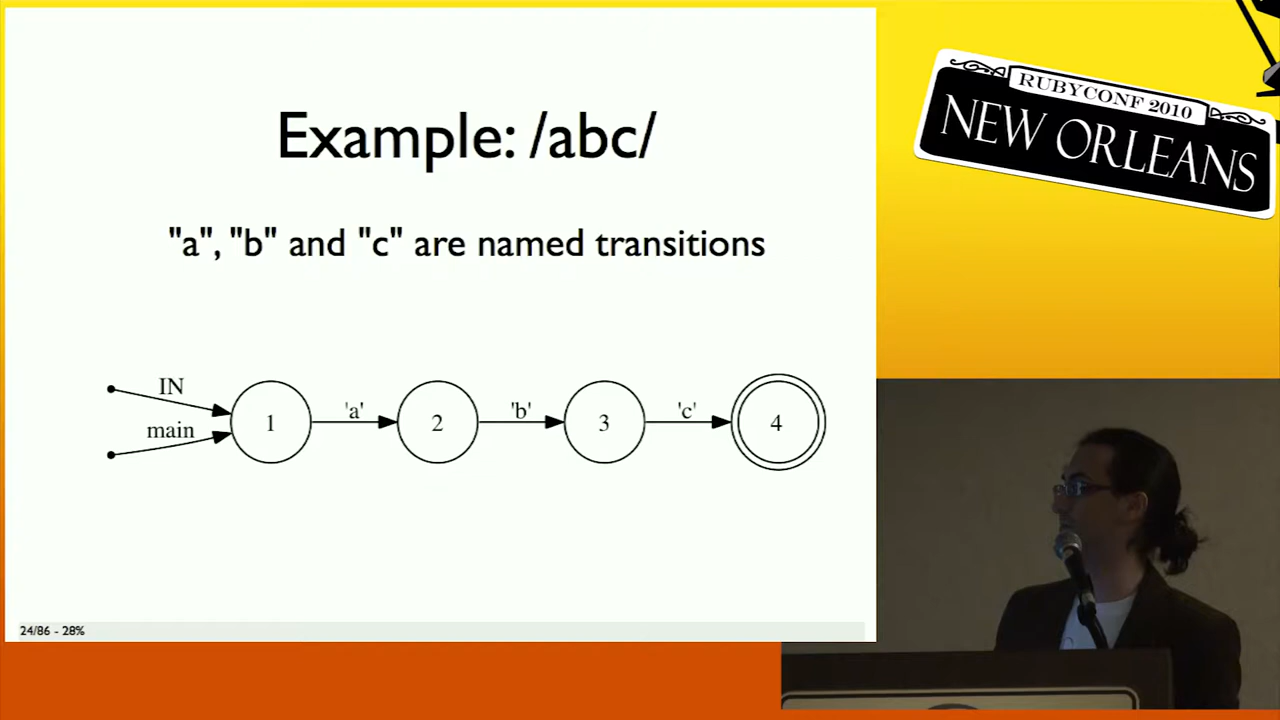 Example: /abc/
"a", "b" and "c" are named transitions
IN
main
1
'a'
2
'b'
3
'c'
4
24/86 - 28%
RUBYCONF 2010
NEW ORLEANS